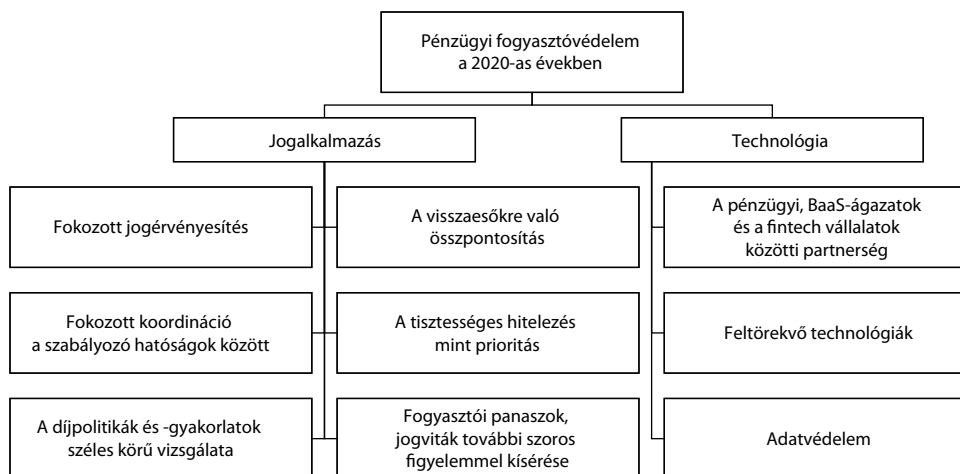 Pénzügyi fogyasztóvédelem
a 2020-as években
Jogalkalmazás
Technológia
Fokozott jogérvényesítés
A visszaesőkre való
összpontosítás
A pénzügyi, BaaS-ágazatok
és a fintech vállalatok
közötti partnerség
Fokozott koordináció
a szabályozó hatóságok között
A tisztességes hitelezés
mint prioritás
Feltörekvő technológiák
A díjpolitikák és -gyakorlatok
széles körű vizsgálata
Fogyasztói panaszok,
jogviták további szoros
figyelemmel kísérése
Adatvédelem